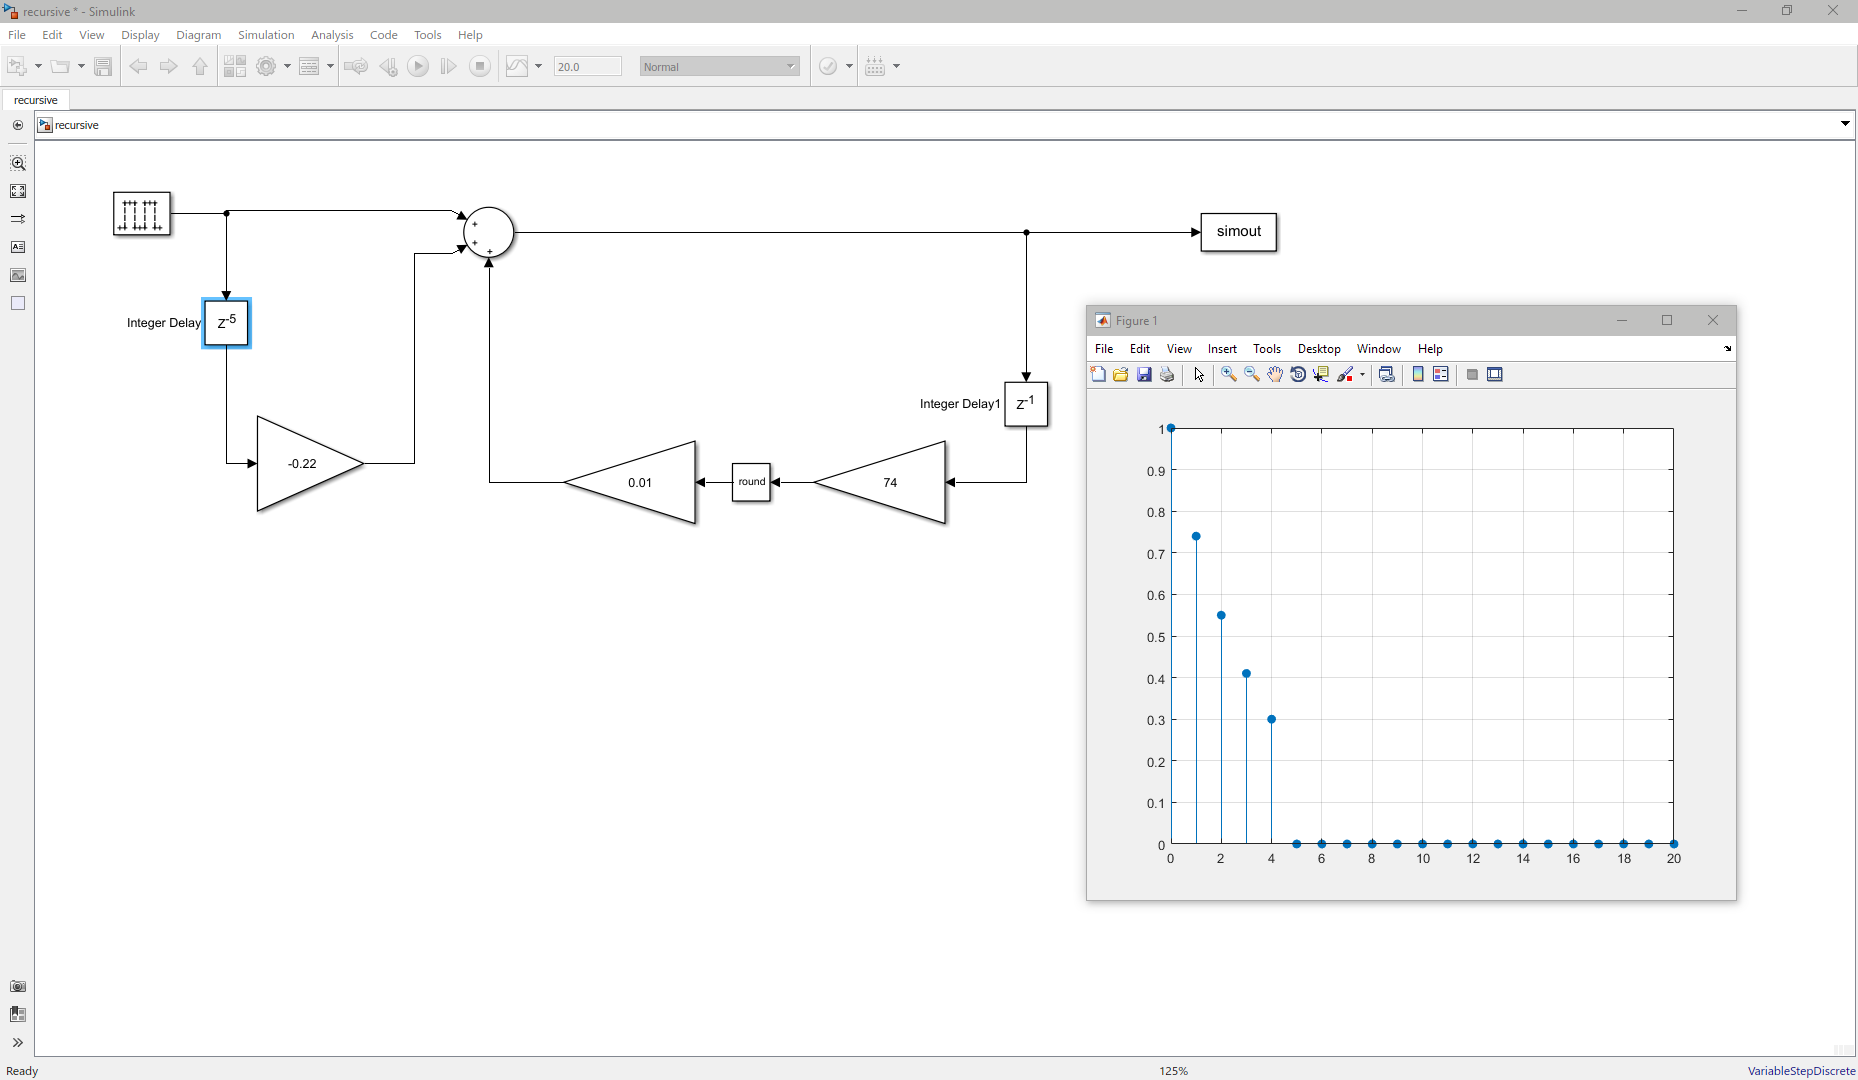 recursive * - Simulink
File Edit View Display Diagram Simulation Analysis Code Tools Help
20.0 Normal
recursive
recursive
simout
Integer Delay Z-5
-0.22
Integer Delay1 Z-1
0.01 round 74
Figure 1
File Edit View Insert Tools Desktop Window Help
1
0.9
0.8
0.7
0.6
0.5
0.4
0.3
0.2
0.1
0
0 2 4 6 8 10 12 14 16 18 20
Ready 125% VariableStepDiscrete